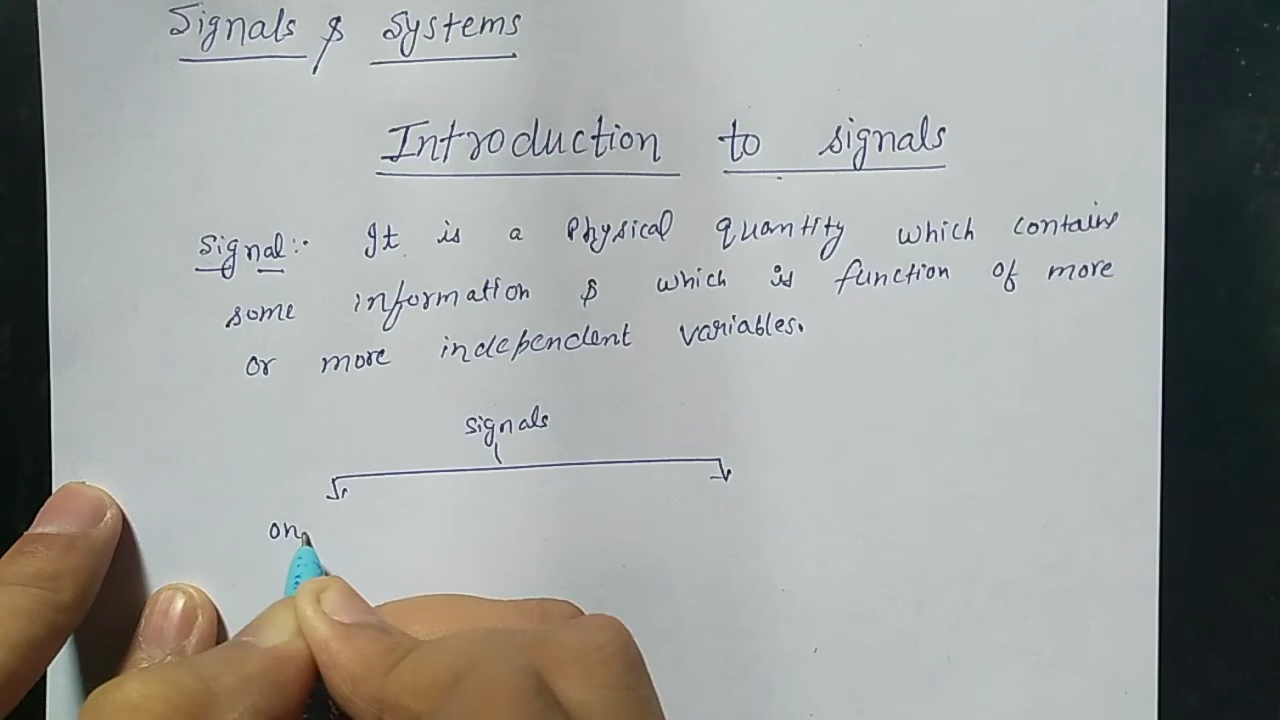 Signals & Systems
Introduction to signals
Signal:- It is a Physical quantity which contains
some information & which is function of more
or more independent variables.
signals
on